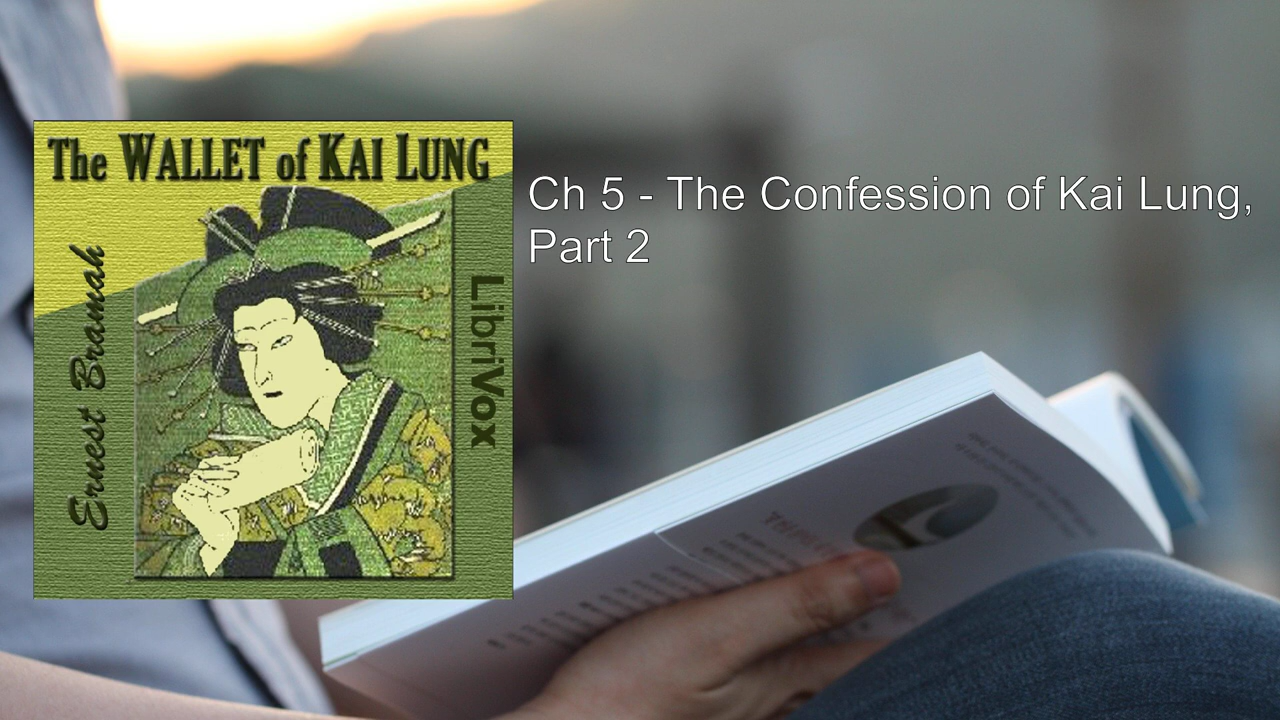 The WALLET of KAI LUNG
Ernest Bramah
LibriVox
Ch 5 - The Confession of Kai Lung,
Part 2